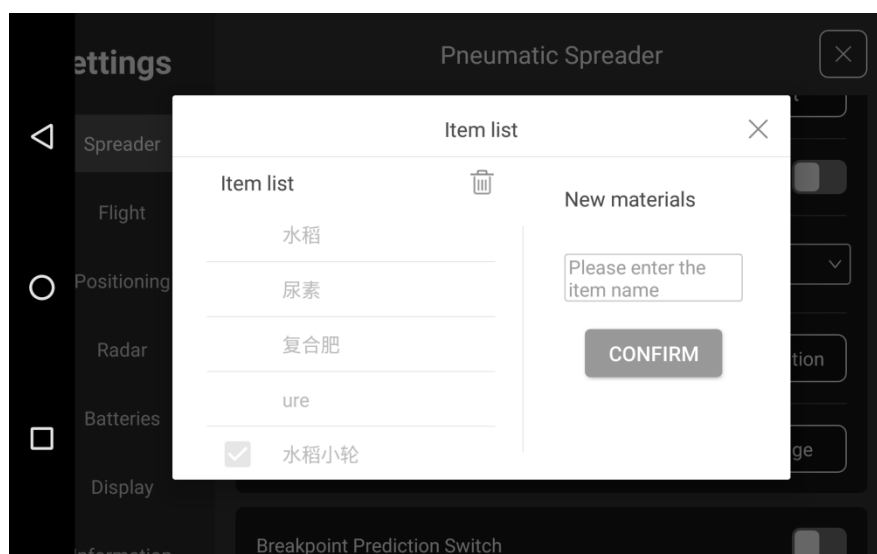 ettings
Pneumatic Spreader
Spreader
Flight
Positioning
Radar
Batteries
Display
Item list
Item list
水稻
尿素
复合肥
ure
水稻小轮
New materials
Please enter the
item name
CONFIRM
tion
ge
Breakpoint Prediction Switch